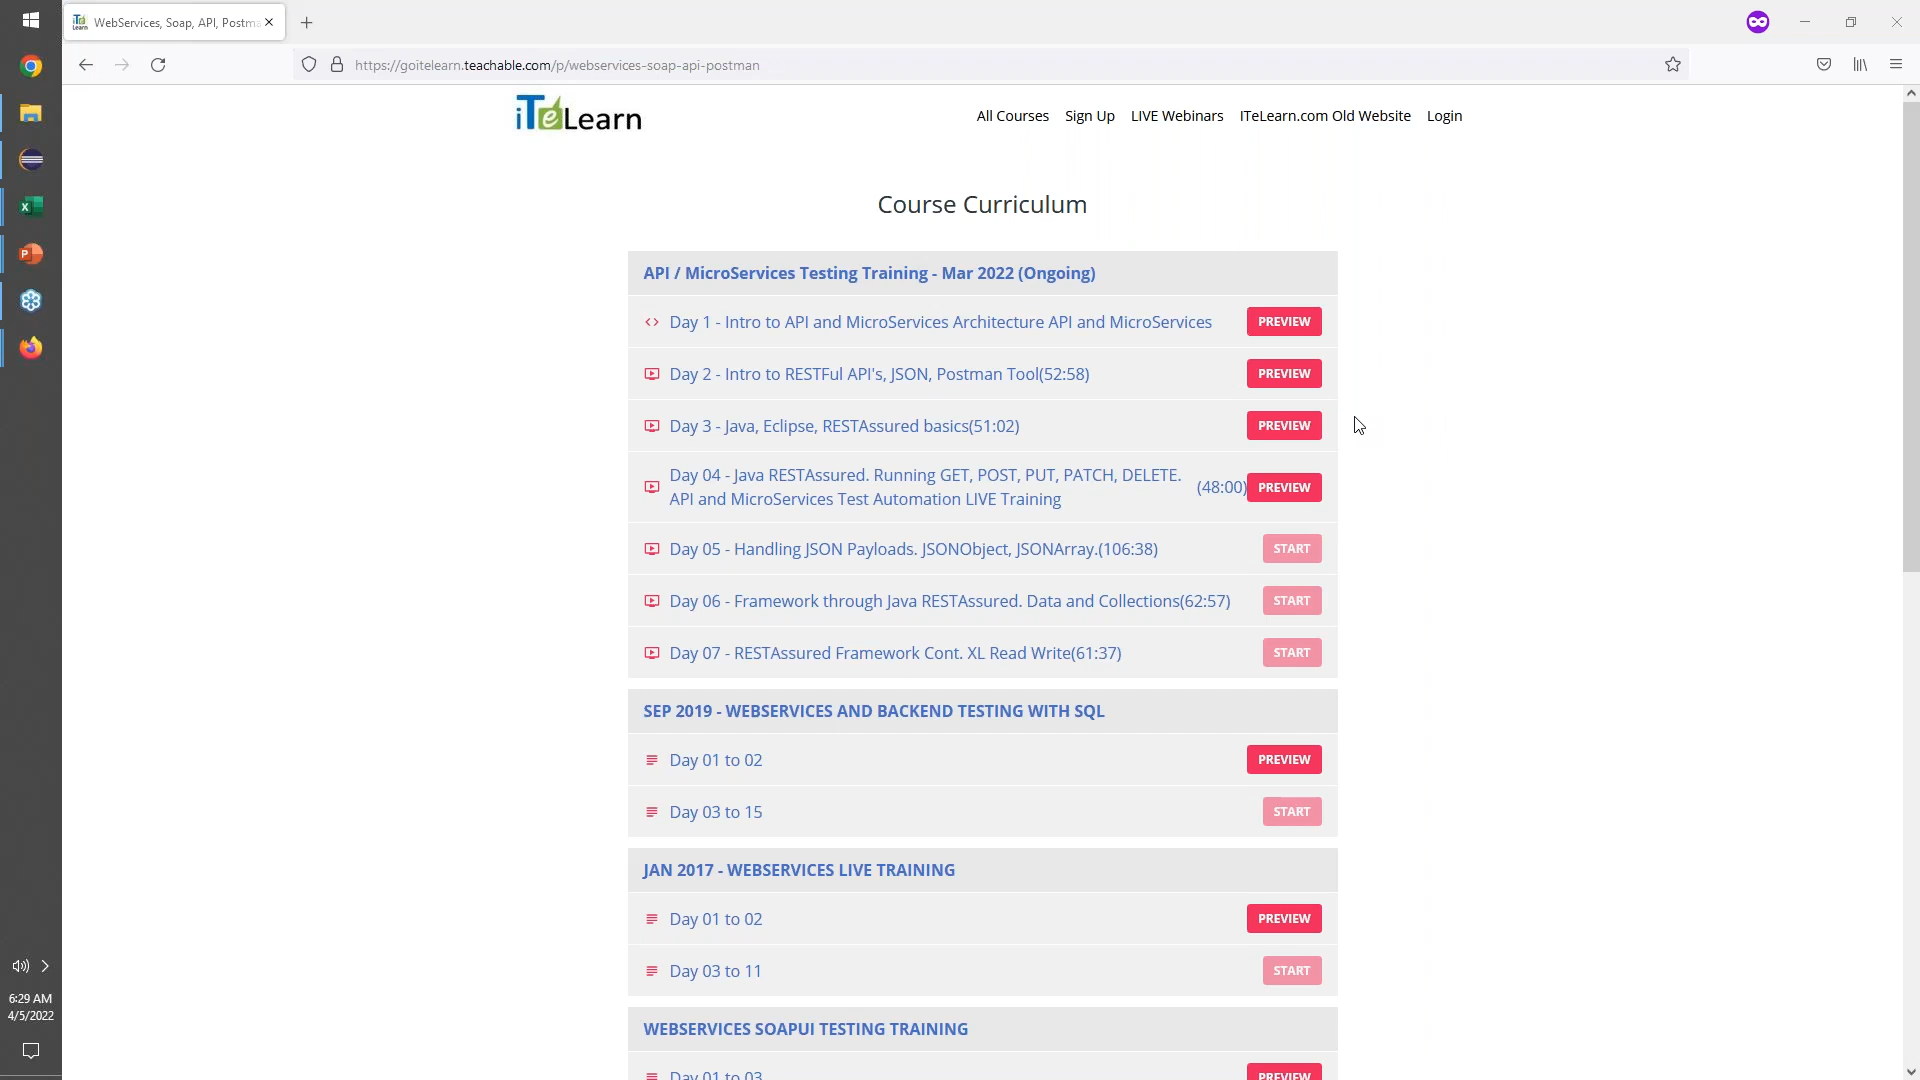 WebServices, Soap, API, Postma
https://goitelearn.teachable.com/p/webservices-soap-api-postman
iTeLearn
All Courses
Sign Up
LIVE Webinars
ITeLearn.com Old Website
Login
Course Curriculum
API / MicroServices Testing Training - Mar 2022 (Ongoing)
Day 1 - Intro to API and MicroServices Architecture API and MicroServices
PREVIEW
Day 2 - Intro to RESTFul API's, JSON, Postman Tool(52:58)
PREVIEW
Day 3 - Java, Eclipse, RESTAssured basics(51:02)
PREVIEW
Day 04 - Java RESTAssured. Running GET, POST, PUT, PATCH, DELETE.
API and MicroServices Test Automation LIVE Training
(48:00)
PREVIEW
Day 05 - Handling JSON Payloads. JSONObject, JSONArray.(106:38)
START
Day 06 - Framework through Java RESTAssured. Data and Collections(62:57)
START
Day 07 - RESTAssured Framework Cont. XL Read Write(61:37)
START
SEP 2019 - WEBSERVICES AND BACKEND TESTING WITH SQL
Day 01 to 02
PREVIEW
Day 03 to 15
START
JAN 2017 - WEBSERVICES LIVE TRAINING
Day 01 to 02
PREVIEW
Day 03 to 11
START
WEBSERVICES SOAPUI TESTING TRAINING
Day 01 to 03
PREVIEW
6:29 AM
4/5/2022